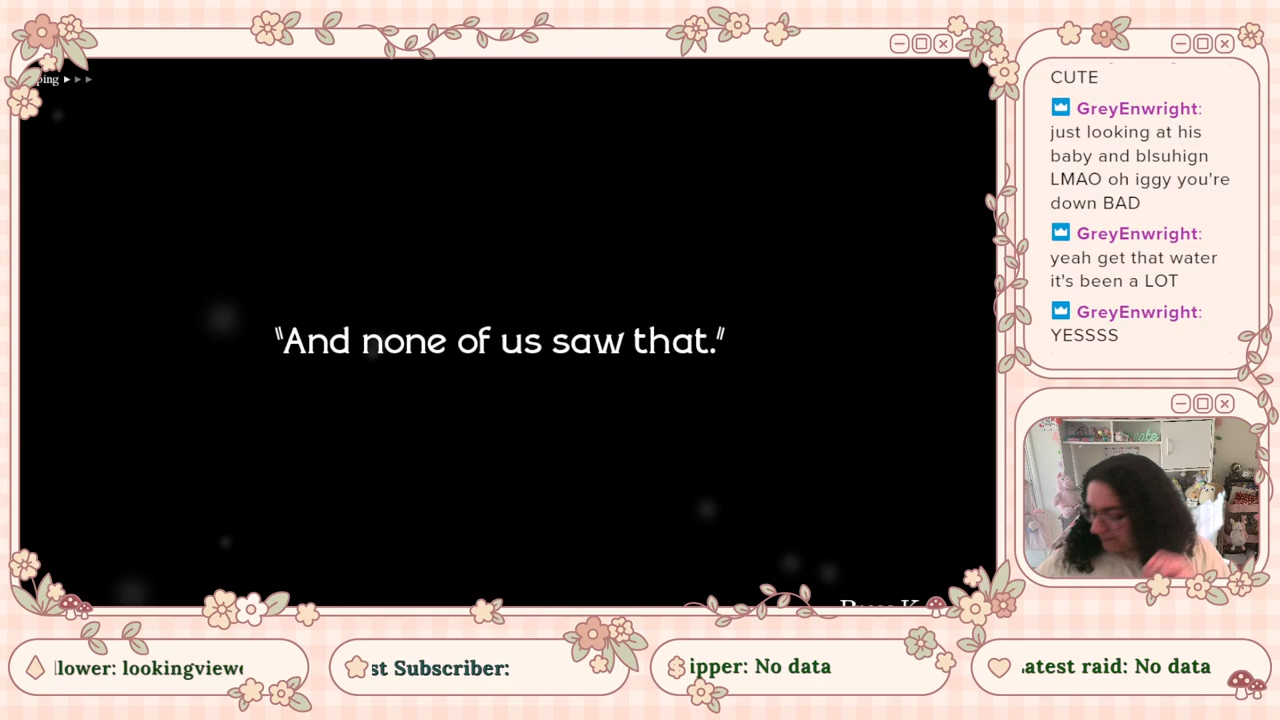 CUTE
GreyEnwright:
just looking at his
baby and blsuhign
LMAO oh iggy you're
down BAD
GreyEnwright:
yeah get that water
it's been a LOT
GreyEnwright:
YESSSS
"And none of us saw that."
llower: lookingviewe
st Subscriber:
ipper: No data
atest raid: No data